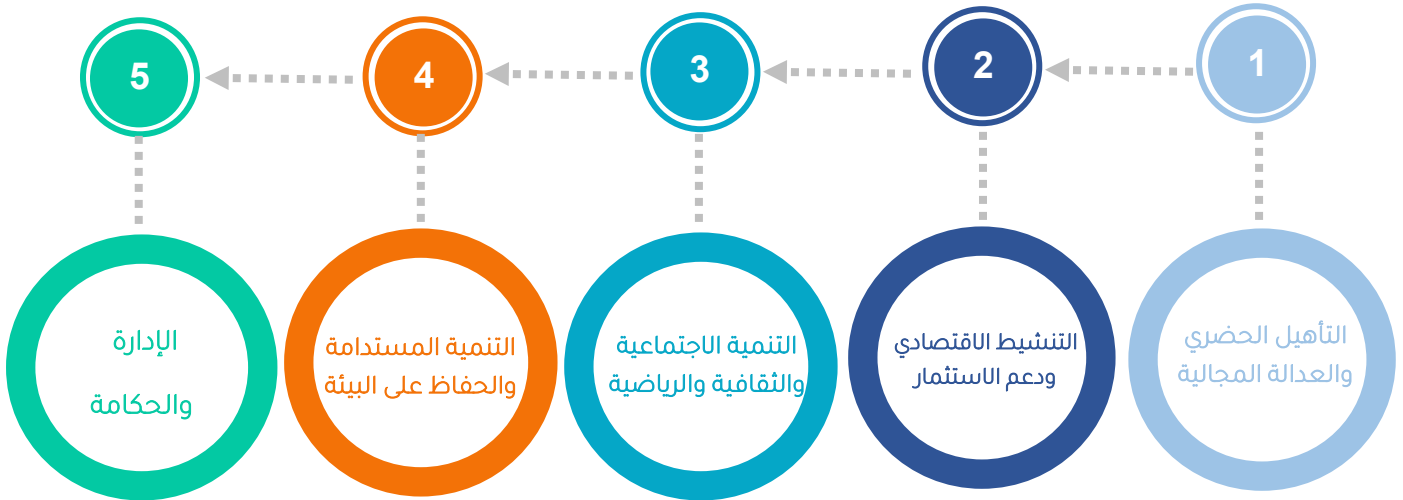 1
2
3
4
5
التأهيل الحضري
والعدالة المجالية
التنشيط الاقتصادي
ودعم الاستثمار
التنمية الاجتماعية
والثقافية والرياضية
التنمية المستدامة
والحفاظ على البيئة
الإدارة
والحكامة